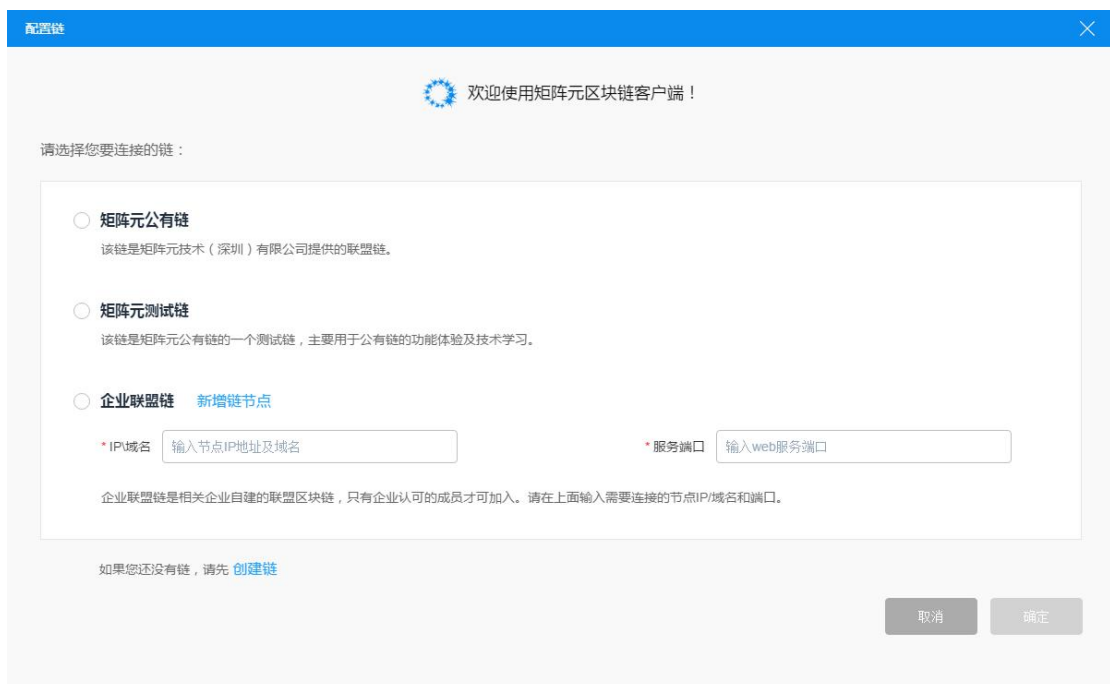 配置链
欢迎使用矩阵元区块链客户端！
请选择您要连接的链：
矩阵元公有链
该链是矩阵元技术（深圳）有限公司提供的联盟链。
矩阵元测试链
该链是矩阵元公有链的一个测试链，主要用于公有链的功能体验及技术学习。
企业联盟链 新增链节点
*IP\域名 输入节点IP地址及域名 *服务端口 输入web服务端口
企业联盟链是相关企业自建的联盟区块链，只有企业认可的成员才可加入。请在上面输入需要连接的节点IP/域名和端口。
如果您还没有链，请先 创建链
取消 确定